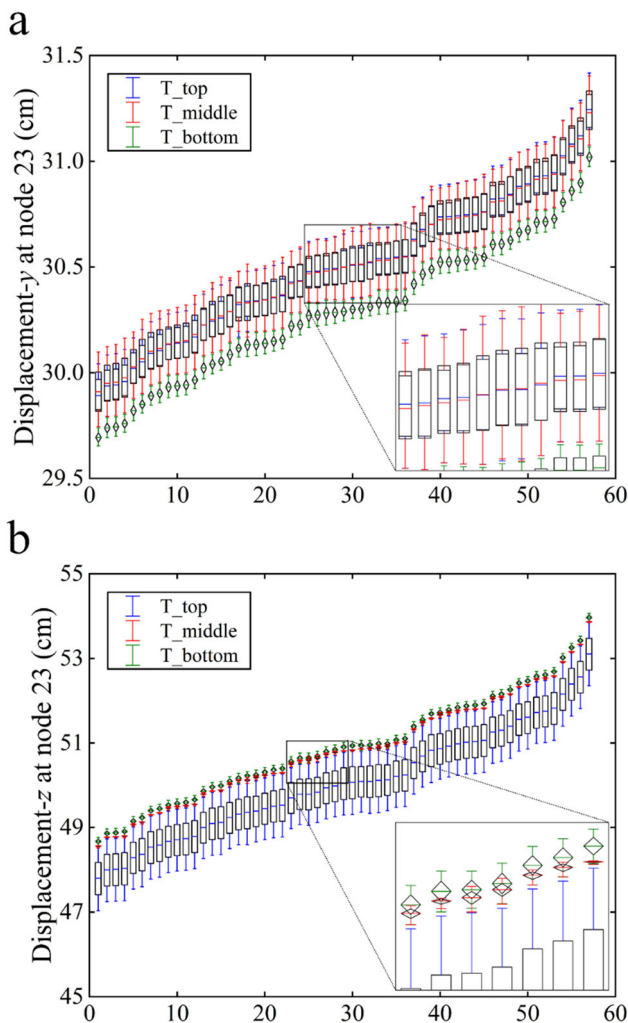 a
31.5
31.0
30.5
30.0
29.5
Displacement-y at node 23 (cm)
T_top
T_middle
T_bottom
0 10 20 30 40 50 60
b
55
53
51
49
47
45
Displacement-z at node 23 (cm)
T_top
T_middle
T_bottom
0 10 20 30 40 50 60